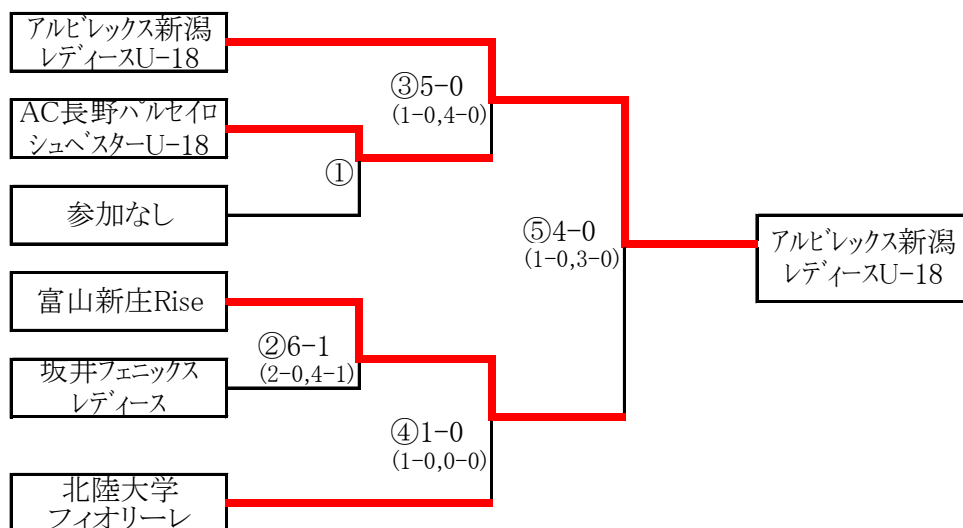 アルビレックス新潟
レディースU-18
③5-0
(1-0,4-0)
AC長野パルセイロ
シュベスターU-18
①
参加なし
⑤4-0
(1-0,3-0)
アルビレックス新潟
レディースU-18
富山新庄Rise
②6-1
(2-0,4-1)
坂井フェニックス
レディース
④1-0
(1-0,0-0)
北陸大学
フィオリーレ